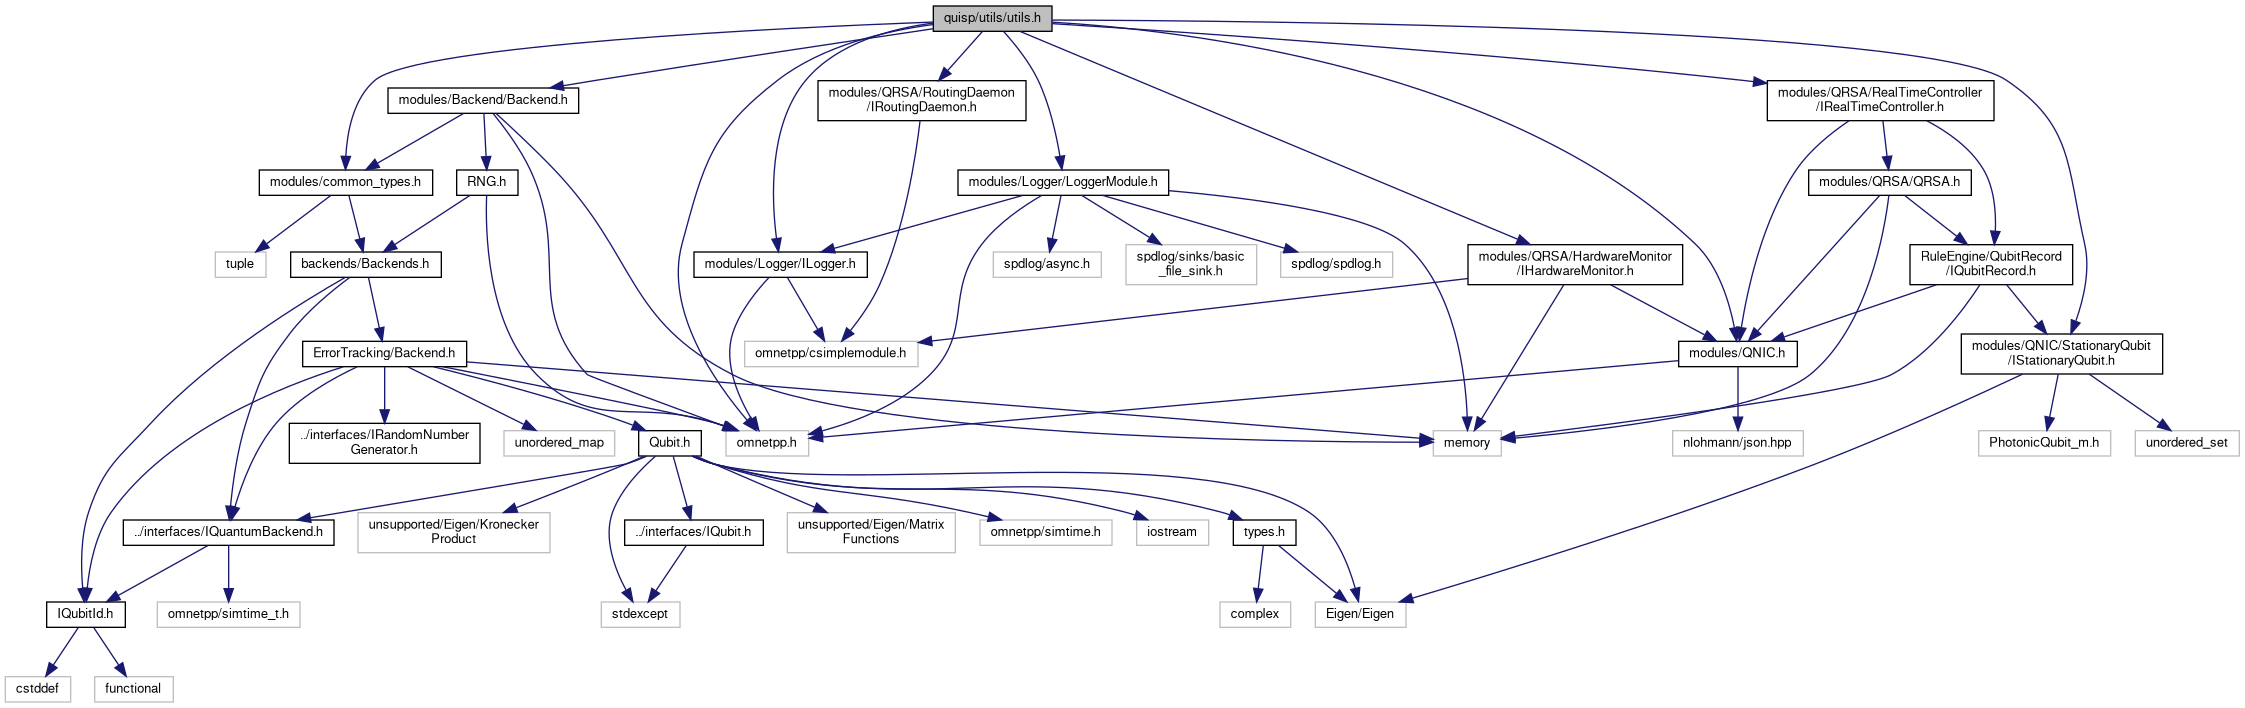 quisp/utils/utils.h
modules/Backend/Backend.h
modules/QRSA/RoutingDaemon
/IRoutingDaemon.h
modules/QRSA/RealTimeController
/IRealTimeController.h
modules/common_types.h
RNG.h
modules/Logger/LoggerModule.h
modules/QRSA/QRSA.h
tuple
backends/Backends.h
modules/Logger/ILogger.h
spdlog/async.h
spdlog/sinks/basic
_file_sink.h
spdlog/spdlog.h
modules/QRSA/HardwareMonitor
/IHardwareMonitor.h
RuleEngine/QubitRecord
/IQubitRecord.h
ErrorTracking/Backend.h
omnetpp/csimplemodule.h
modules/QNIC.h
modules/QNIC/StationaryQubit
/IStationaryQubit.h
../interfaces/IRandomNumber
Generator.h
unordered_map
Qubit.h
omnetpp.h
memory
nlohmann/json.hpp
PhotonicQubit_m.h
unordered_set
../interfaces/IQuantumBackend.h
unsupported/Eigen/Kronecker
Product
../interfaces/IQubit.h
unsupported/Eigen/Matrix
Functions
omnetpp/simtime.h
iostream
types.h
IQubitId.h
omnetpp/simtime_t.h
stdexcept
complex
Eigen/Eigen
cstddef
functional